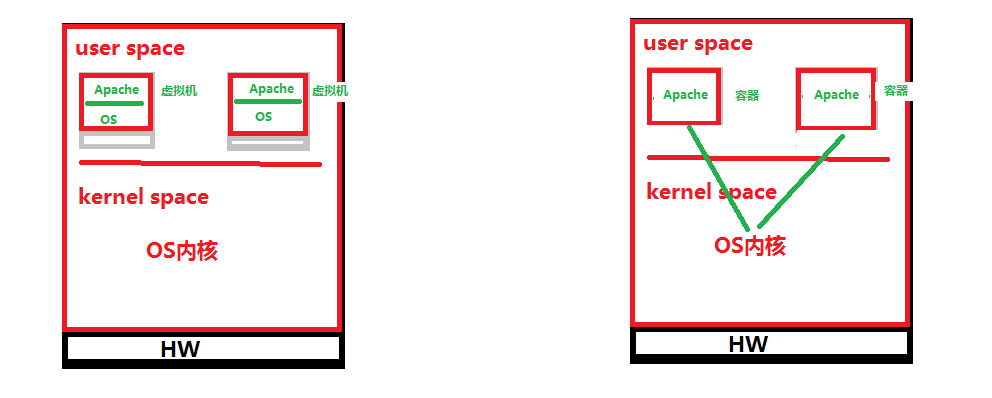 user space
Apache
OS
虚拟机
Apache
OS
虚拟机
kernel space
OS内核
HW
user space
Apache
容器
Apache
容器
kernel space
OS内核
HW